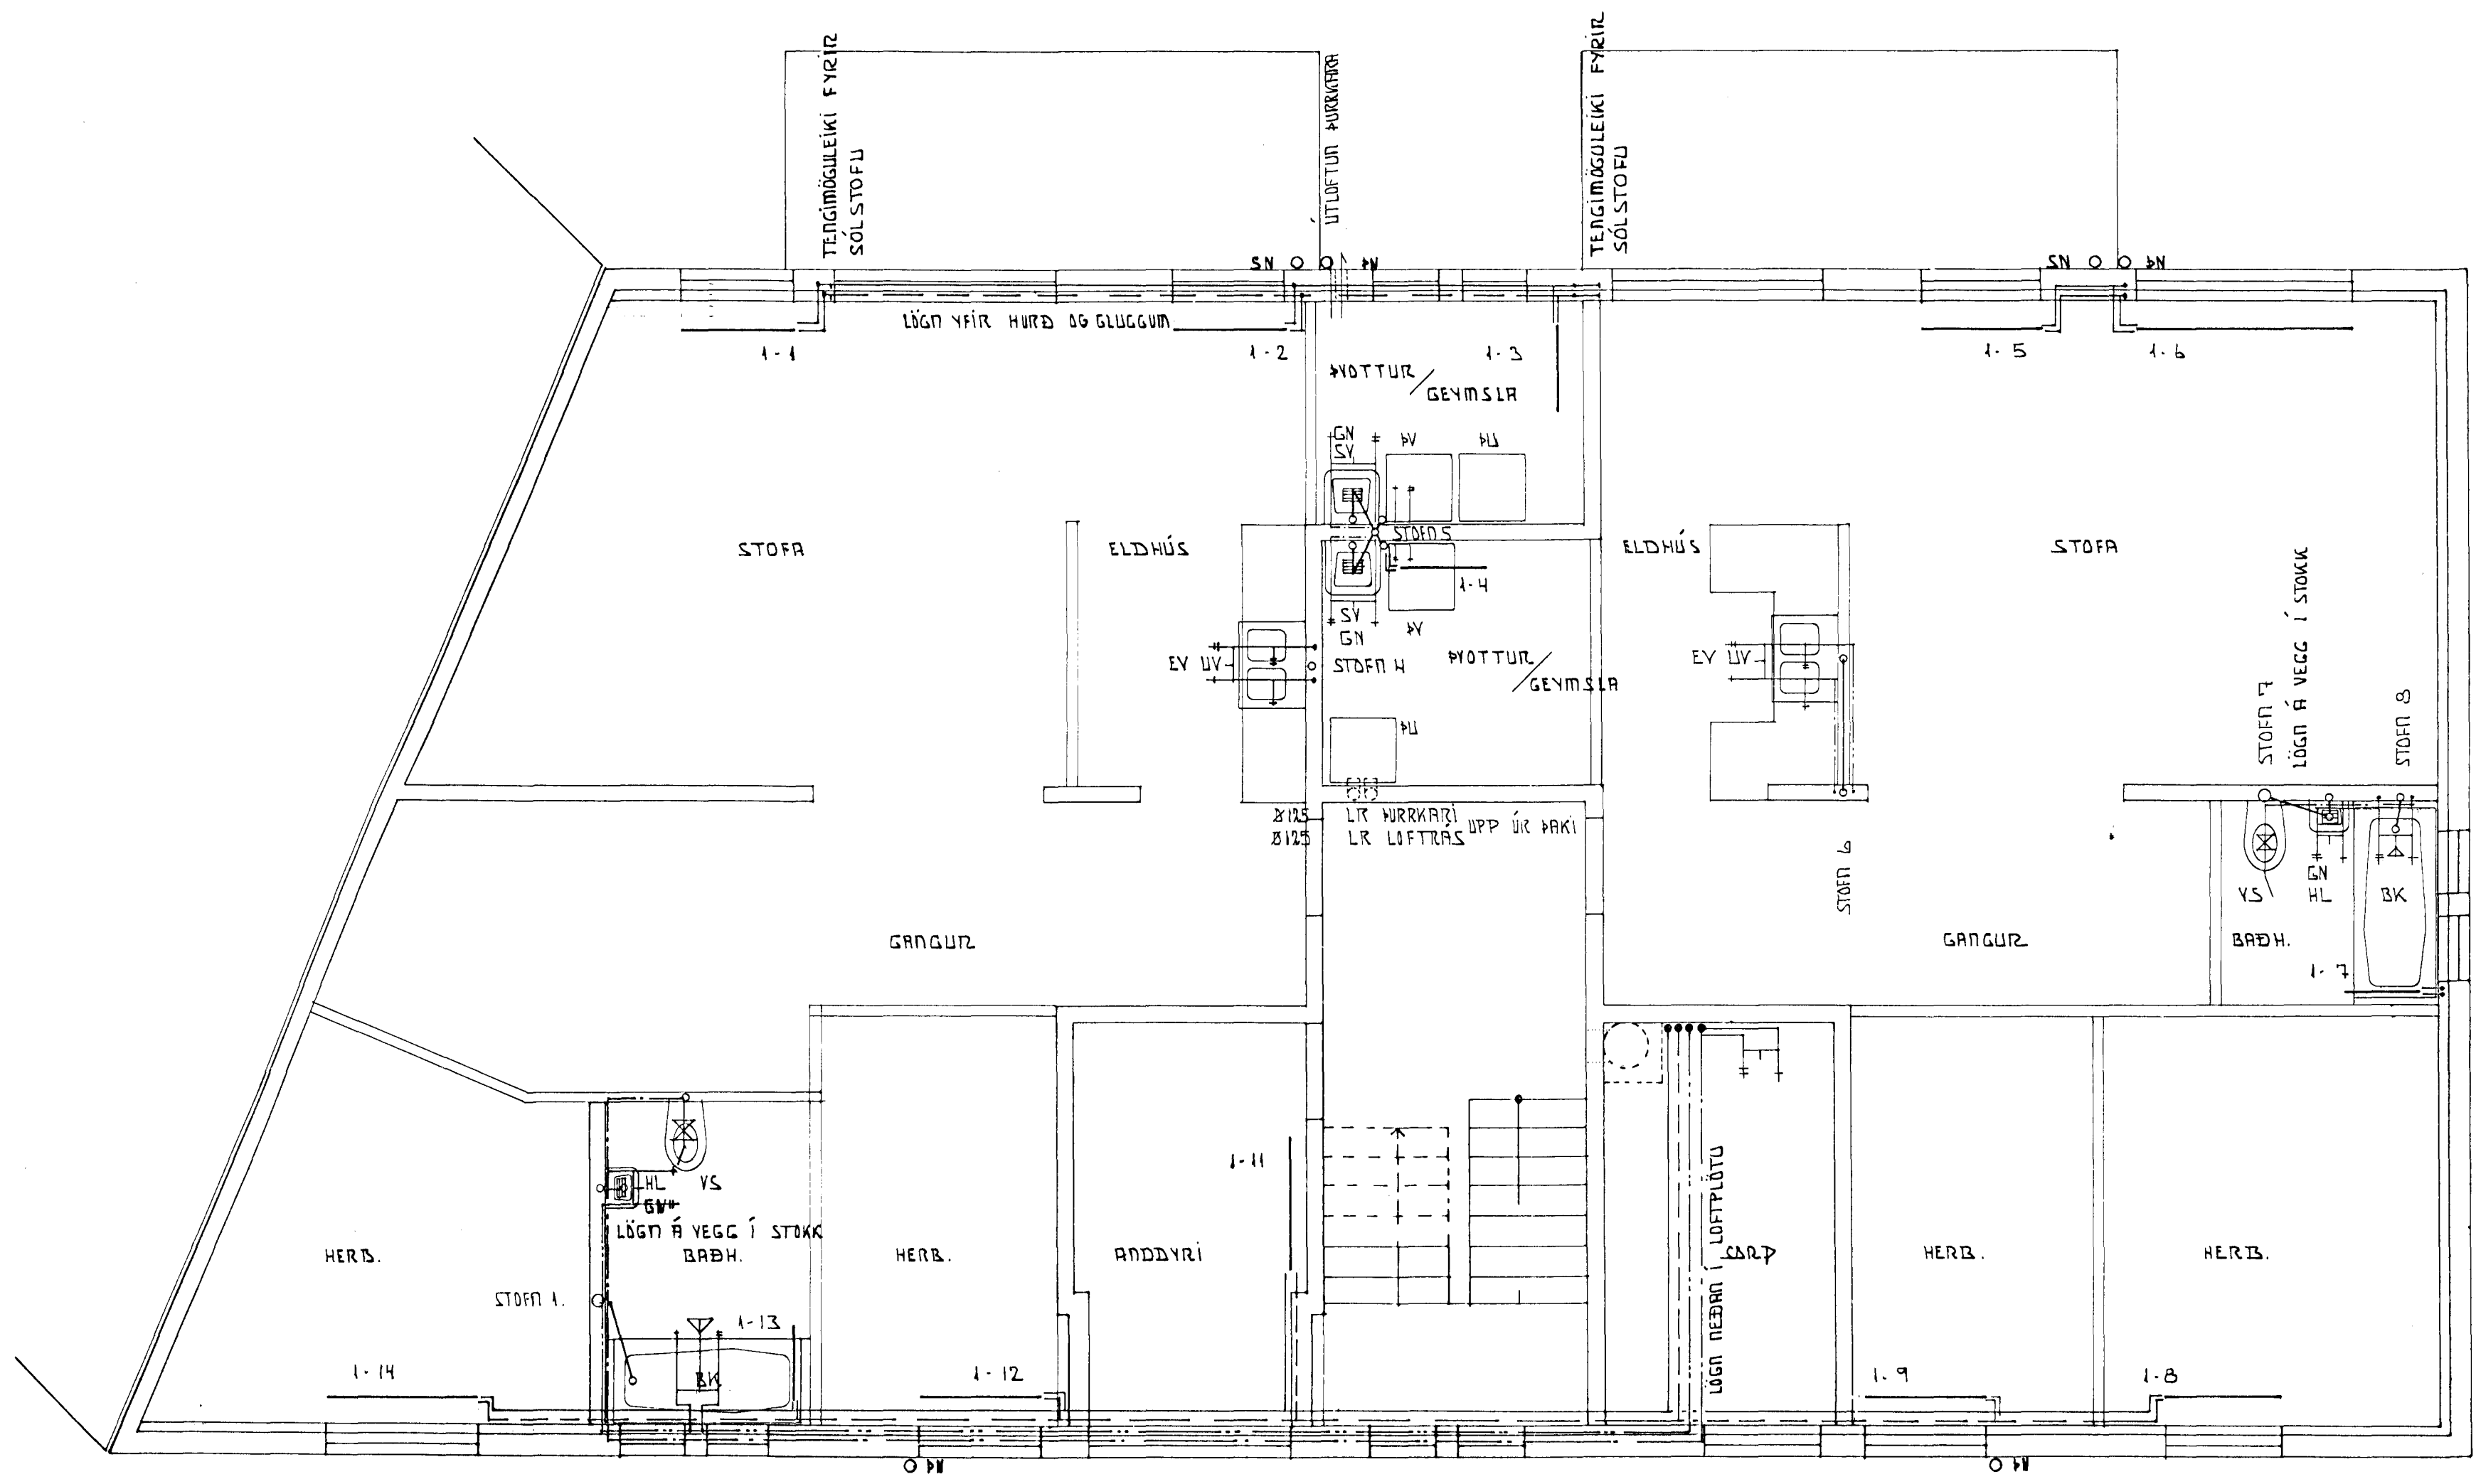 TENGIMÖGULEIKI FYRIR
SÓLSTOFU
ÚTLOFTUN ÞURRKARA
TENGIMÖGULEIKI FYRIR
SÓLSTOFU
SN
ÞN
SN
ÞN
LÖGN YFIR HURÐ OG GLUGGUM
1-1
1-2
1-3
1-5
1-6
ÞVOTTUR
/
GEYMSLA
GN
SV
ÞV
ÞU
STOFA
ELDHÚS
STOFN 5
ELDHÚS
STOFA
1-4
SV
GN
ÞV
EV UV
STOFN 4
ÞVOTTUR
/
GEYMSLA
EV UV
STOFN 7
LÖGN Á VEGG Í STOKK
STOFN 8
ÞU
Ø125 LR ÞURRKARI
Ø125 LR LOFTRÁS
UPP ÚR ÞAKI
STOFN 6
VS
GN
HL
BK
GANGUR
GANGUR
BAÐH.
1-7
1-11
HL
GN
VS
LÖGN Á VEGG Í STOKK
BAÐH.
HERB.
HERB.
ANDDYRI
LÖGN NEÐAN Í LOFTPLÖTU
SORP
HERB.
HERB.
STOFN 1.
1-13
1-14
BK
1-12
1-9
1-8
ÞN
ÞN